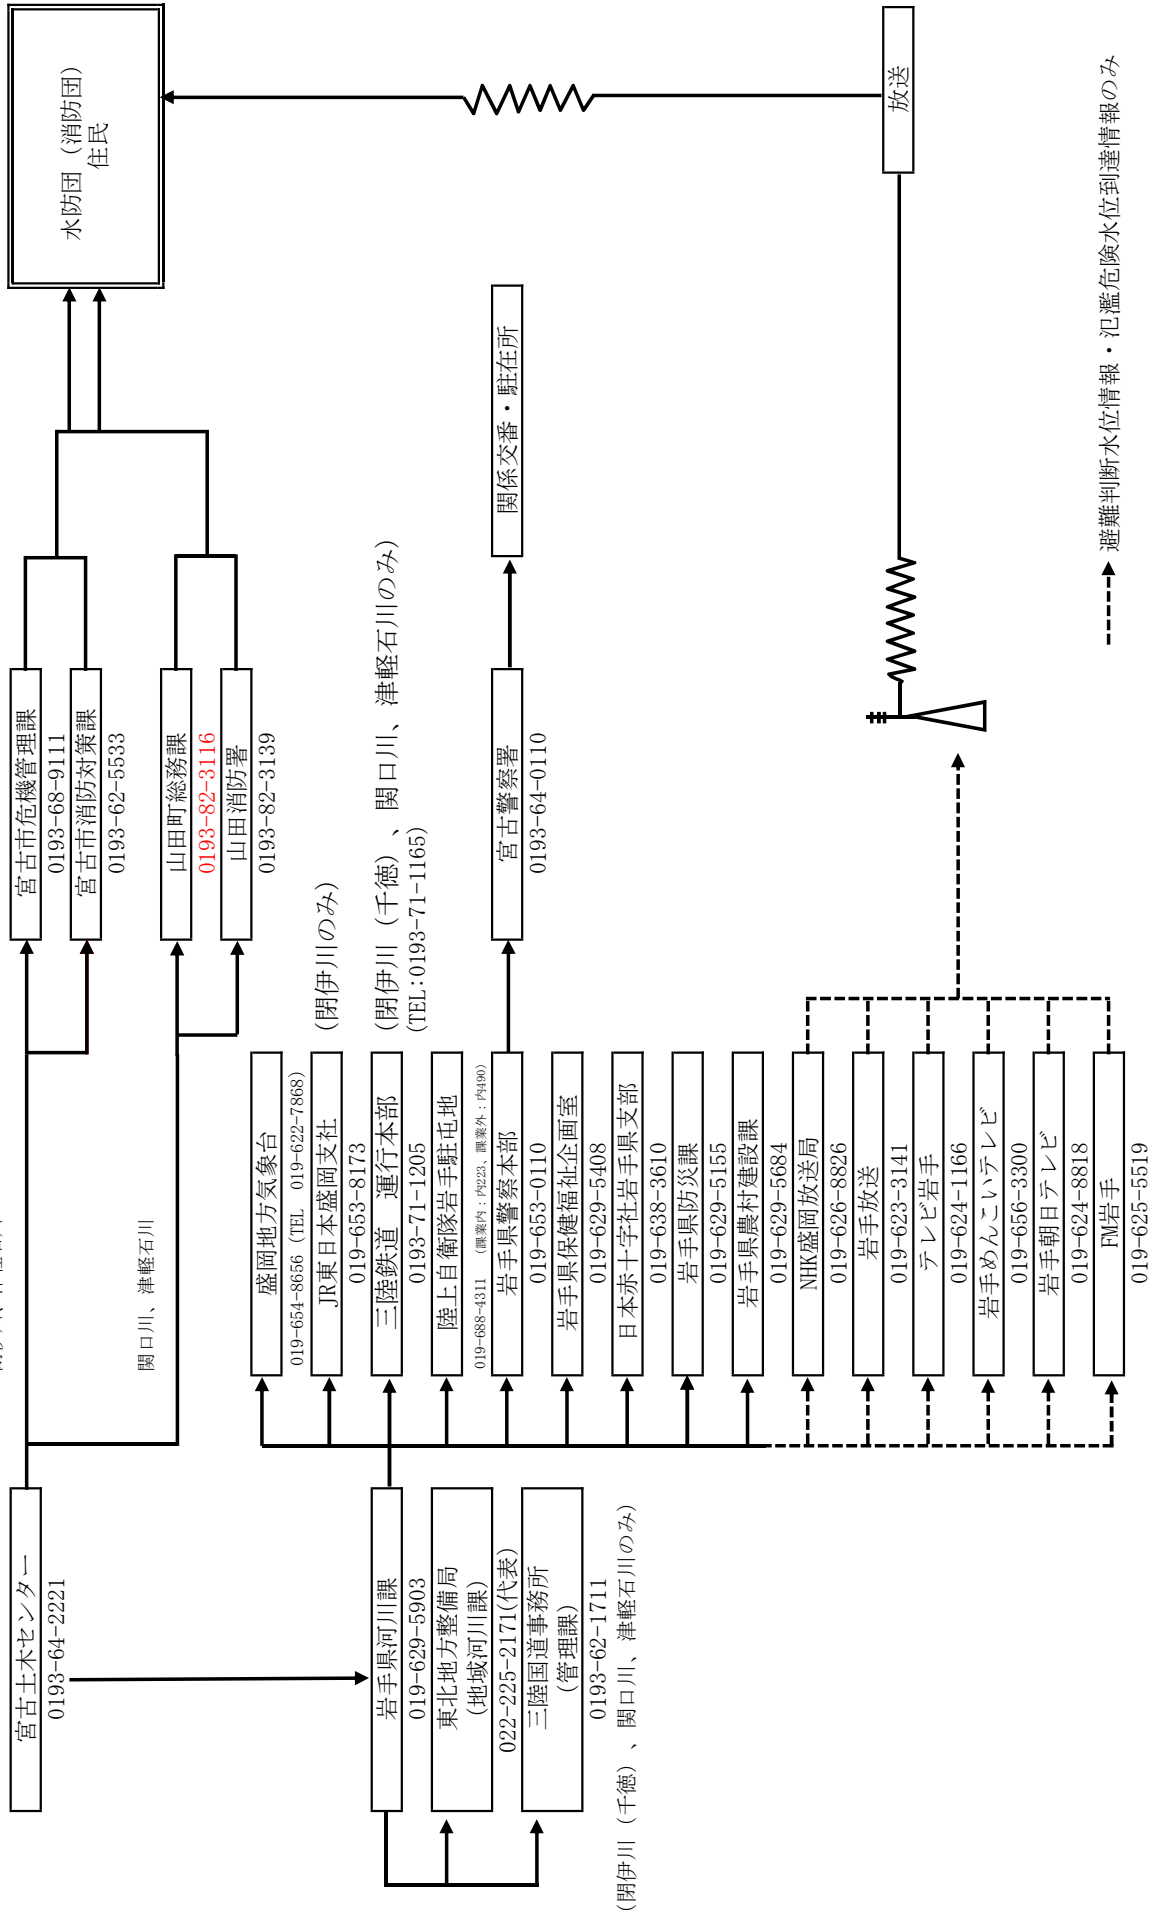 宮古土木センター
0193-64-2221
関口川、津軽石川
宮古市危機管理課
0193-68-9111
宮古市消防対策課
0193-62-5533
山田町総務課
0193-82-3116
山田消防署
0193-82-3139
水防団（消防団）
住民
岩手県河川課
019-629-5903
東北地方整備局
(地域河川課)
022-225-2171(代表)
三陸国道事務所
(管理課)
0193-62-1711
(閉伊川（千徳）、関口川、津軽石川のみ)
盛岡地方気象台
019-654-8656（TEL 019-622-7868）
JR東日本盛岡支社
(閉伊川のみ)
019-653-8173
三陸鉄道 運行本部
(閉伊川（千徳）、関口川、津軽石川のみ)
(TEL:0193-71-1165)
0193-71-1205
陸上自衛隊岩手駐屯地
019-688-4311 （課業内：内223、課業外：内490）
岩手県警察本部
019-653-0110
宮古警察署
0193-64-0110
関係交番・駐在所
岩手県保健福祉企画室
019-629-5408
日本赤十字社岩手県支部
019-638-3610
岩手県防災課
019-629-5155
岩手県農村建設課
019-629-5684
NHK盛岡放送局
019-626-8826
岩手放送
019-623-3141
テレビ岩手
019-624-1166
岩手めんこいテレビ
019-656-3300
岩手朝日テレビ
019-624-8818
FM岩手
019-625-5519
放送
避難判断水位情報・氾濫危険水位到達情報のみ